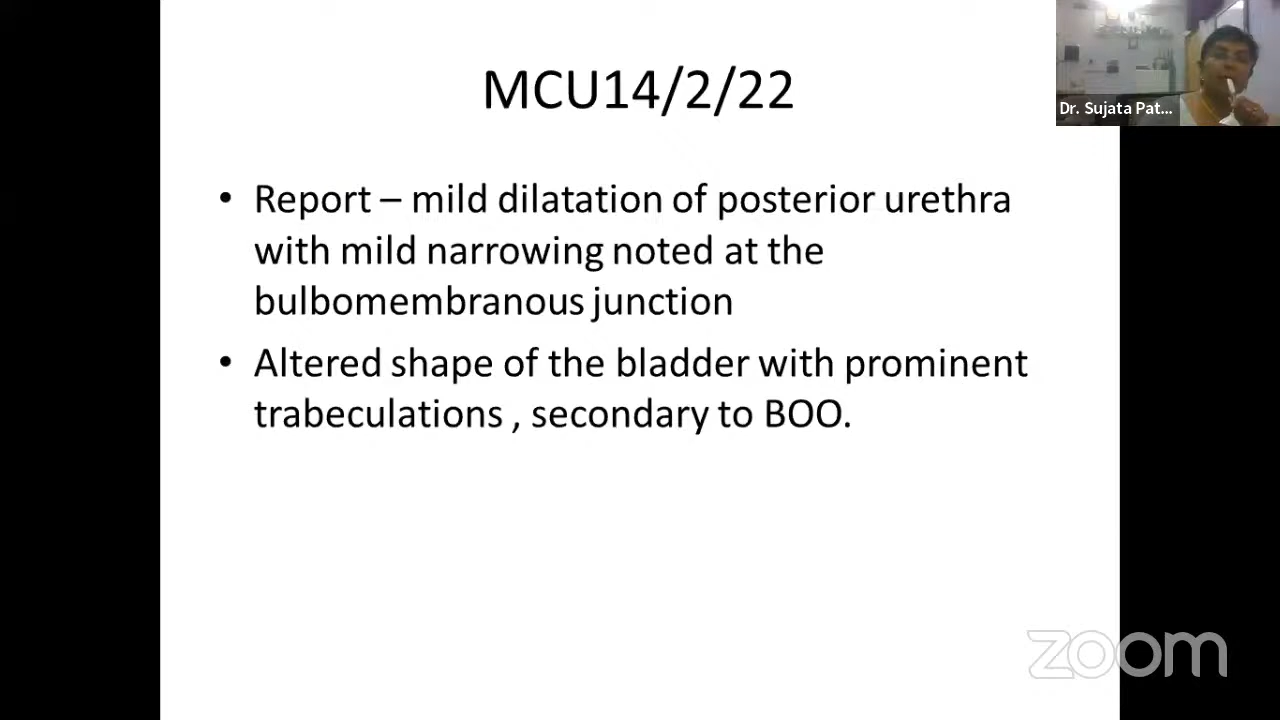 MCU14/2/22
Dr. Sujata Pat...
• Report – mild dilatation of posterior urethra
with mild narrowing noted at the
bulbomembranous junction
• Altered shape of the bladder with prominent
trabeculations , secondary to BOO.
zoom